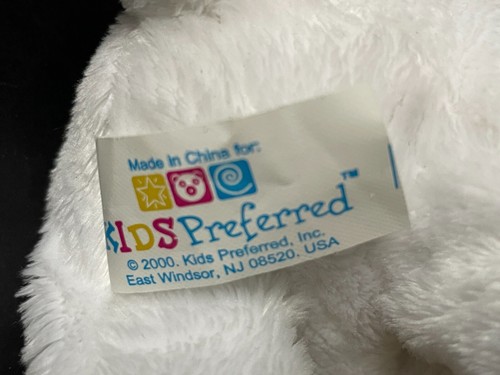 Made in China for:
KIDS Preferred™
© 2000. Kids Preferred, Inc.
East Windsor, NJ 08520. USA